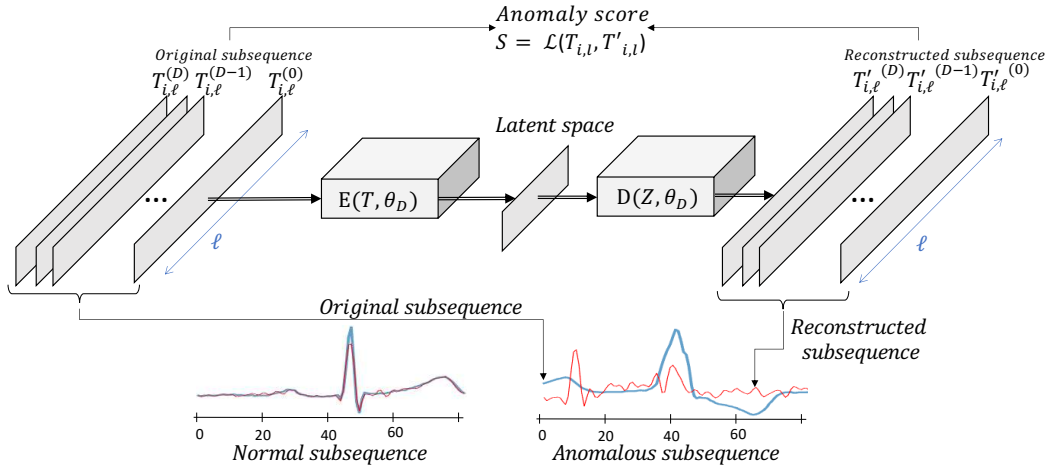 Anomaly score
S = ℒ(T_{i,l}, T'_{i,l})
Original subsequence
Reconstructed subsequence
T_{i,ℓ}^{(D)} T_{i,ℓ}^{(D−1)} T_{i,ℓ}^{(0)}
T'_{i,ℓ}^{(D)} T'_{i,ℓ}^{(D−1)} T'_{i,ℓ}^{(0)}
Latent space
...
E(T, θ_D)
D(Z, θ_D)
...
ℓ
ℓ
Original subsequence
Reconstructed
subsequence
0 20 40 60
0 20 40 60
Normal subsequence
Anomalous subsequence